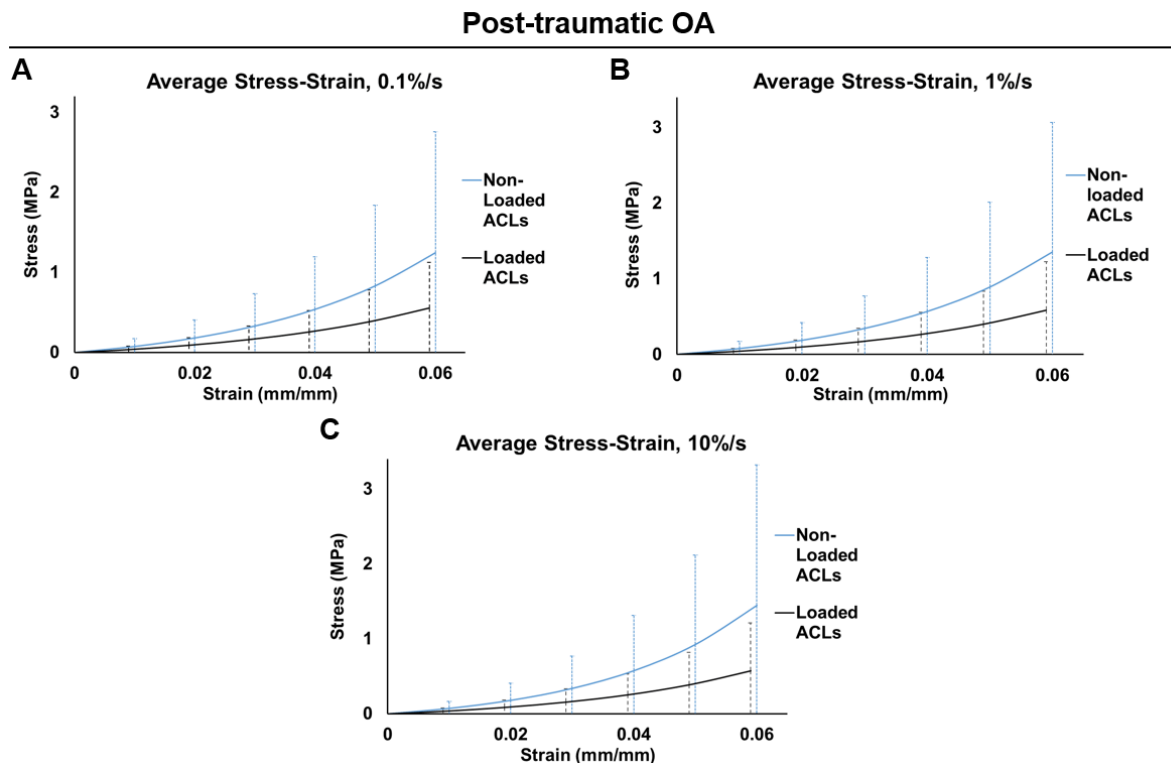 Post-traumatic OA
A
Average Stress-Strain, 0.1%/s
3
2
1
0
Stress (MPa)
0
0.02
0.04
0.06
Strain (mm/mm)
Non-
Loaded
ACLs
Loaded
ACLs
B
Average Stress-Strain, 1%/s
3
2
1
0
Stress (MPa)
0
0.02
0.04
0.06
Strain (mm/mm)
Non-
loaded
ACLs
Loaded
ACLs
C
Average Stress-Strain, 10%/s
3
2
1
0
Stress (MPa)
0
0.02
0.04
0.06
Strain (mm/mm)
Non-
Loaded
ACLs
Loaded
ACLs